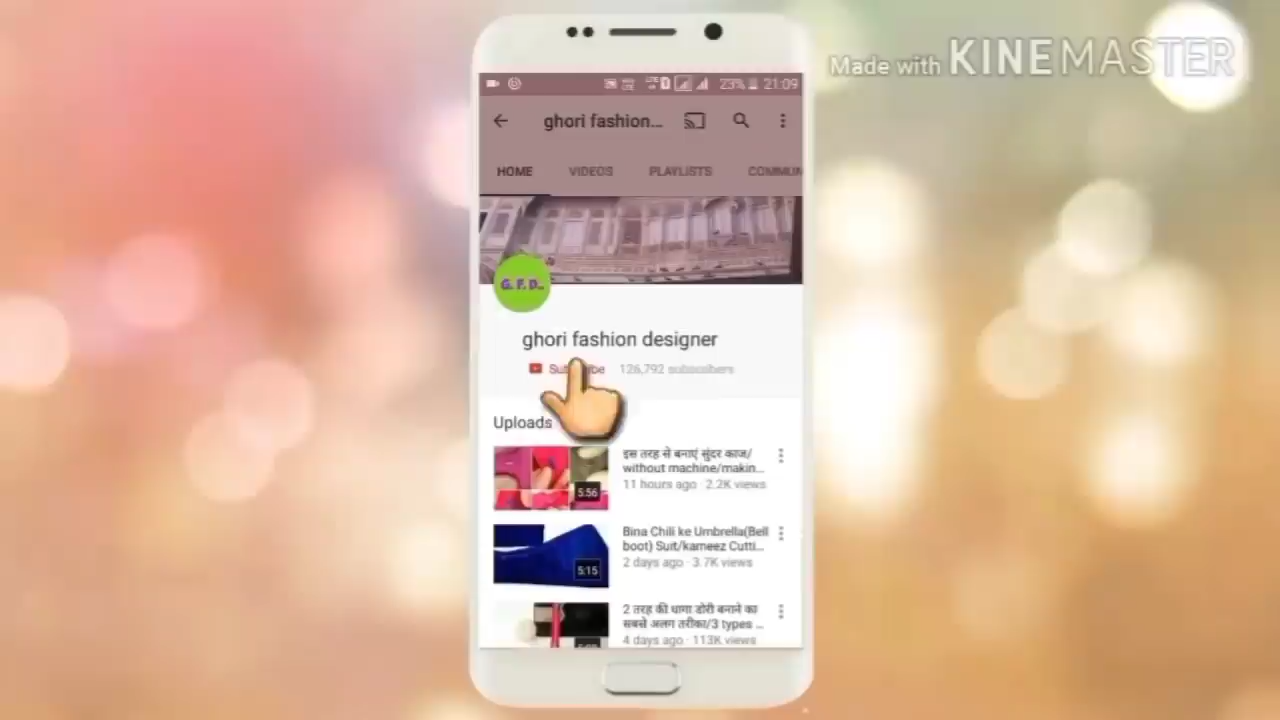 Made with KINEMASTER
23% 21:09
ghori fashion...
HOME VIDEOS PLAYLISTS COMMUN
G. F. D..
ghori fashion designer
126,792 subscribers
Uploads
इस तरह से बनाएं सुंदर काज/
without machine/makin...
11 hours ago · 2.2K views
5:56
Bina Chili ke Umbrella(Bell
boot) Suit/kameez Cutti...
2 days ago · 3.7K views
5:15
2 तरह की धागा डोरी बनाने का
सबसे अलग तरीका/3 types ...
4 days ago · 113K views